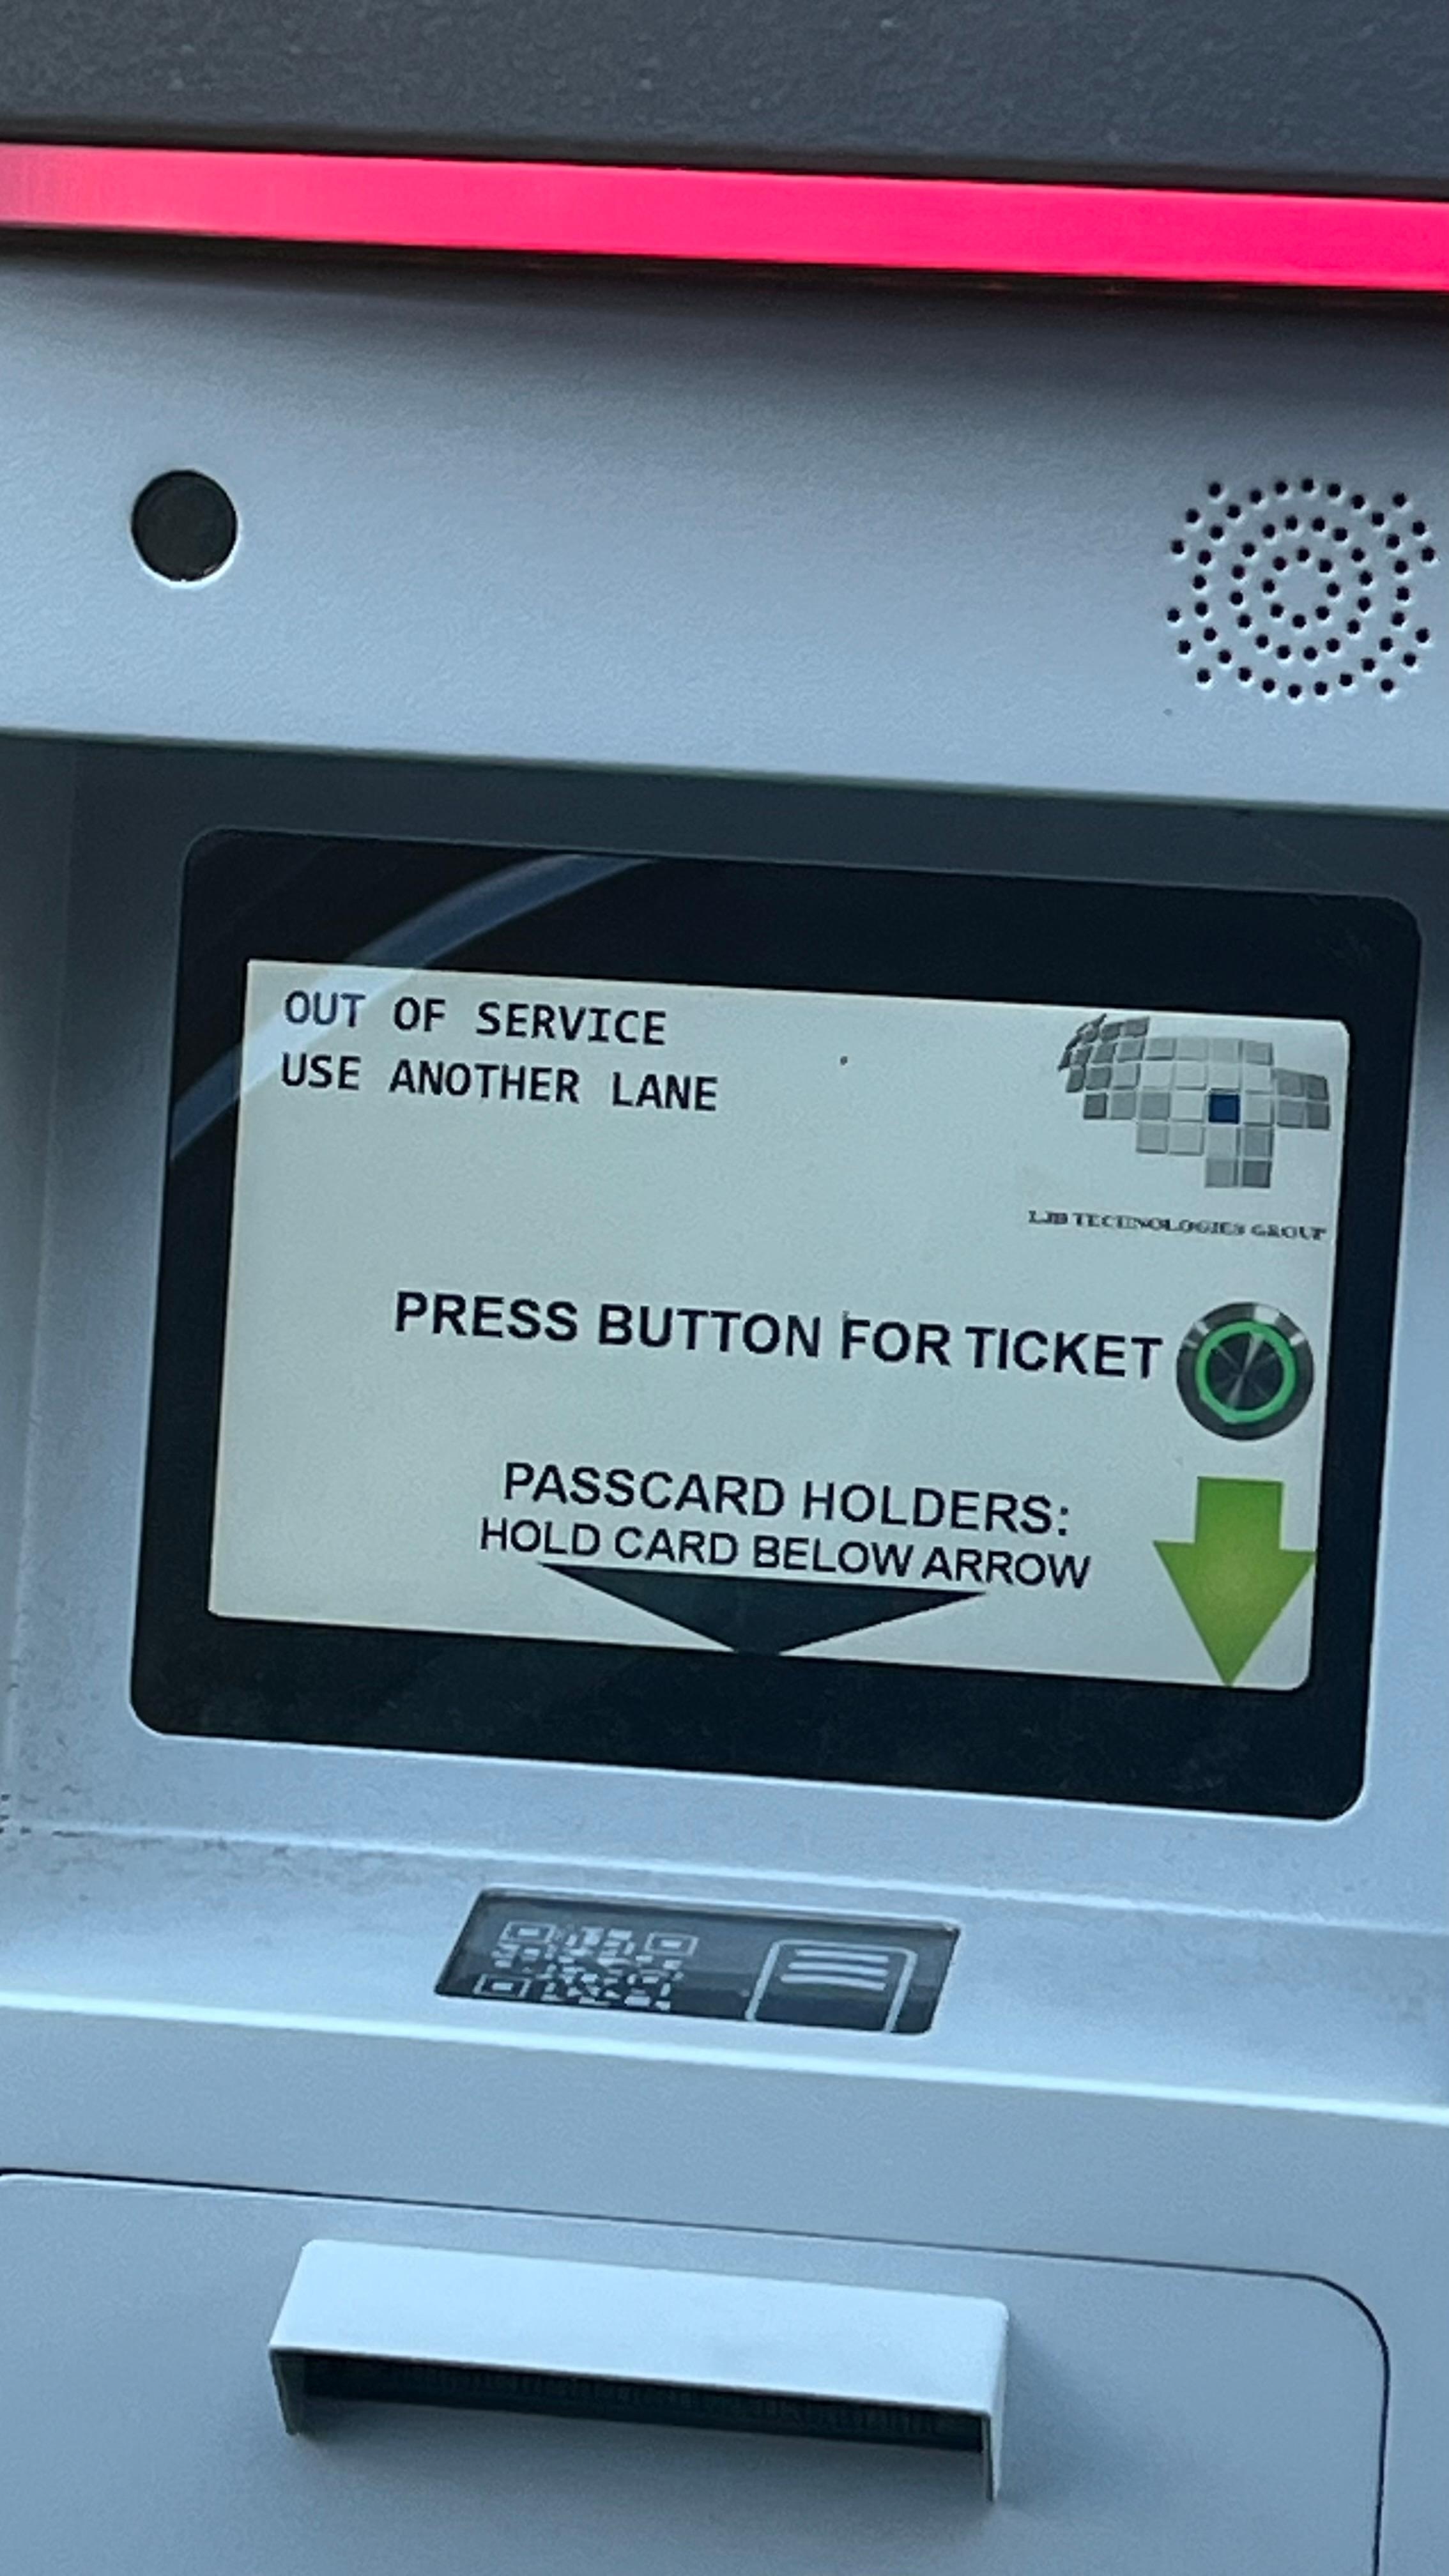 OUT OF SERVICE
USE ANOTHER LANE
LJB TECHNOLOGIES GROUP
PRESS BUTTON FOR TICKET
PASSCARD HOLDERS:
HOLD CARD BELOW ARROW